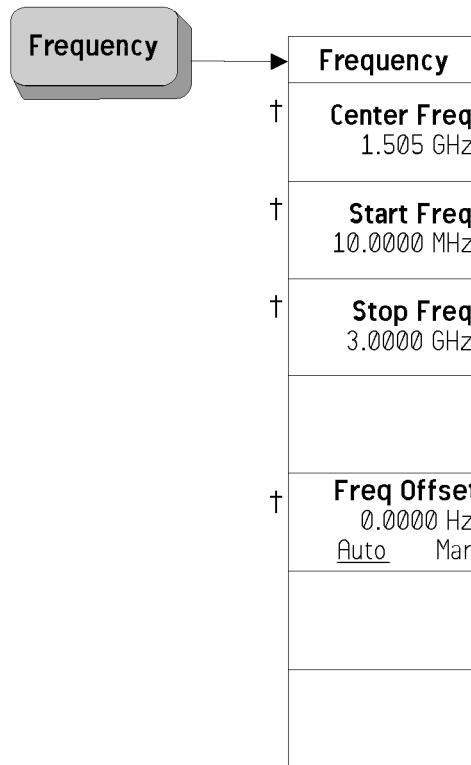 Frequency
Frequency
† Center Freq
1.505 GHz
† Start Freq
10.0000 MHz
† Stop Freq
3.0000 GHz
† Freq Offset
0.0000 Hz
Auto Mar